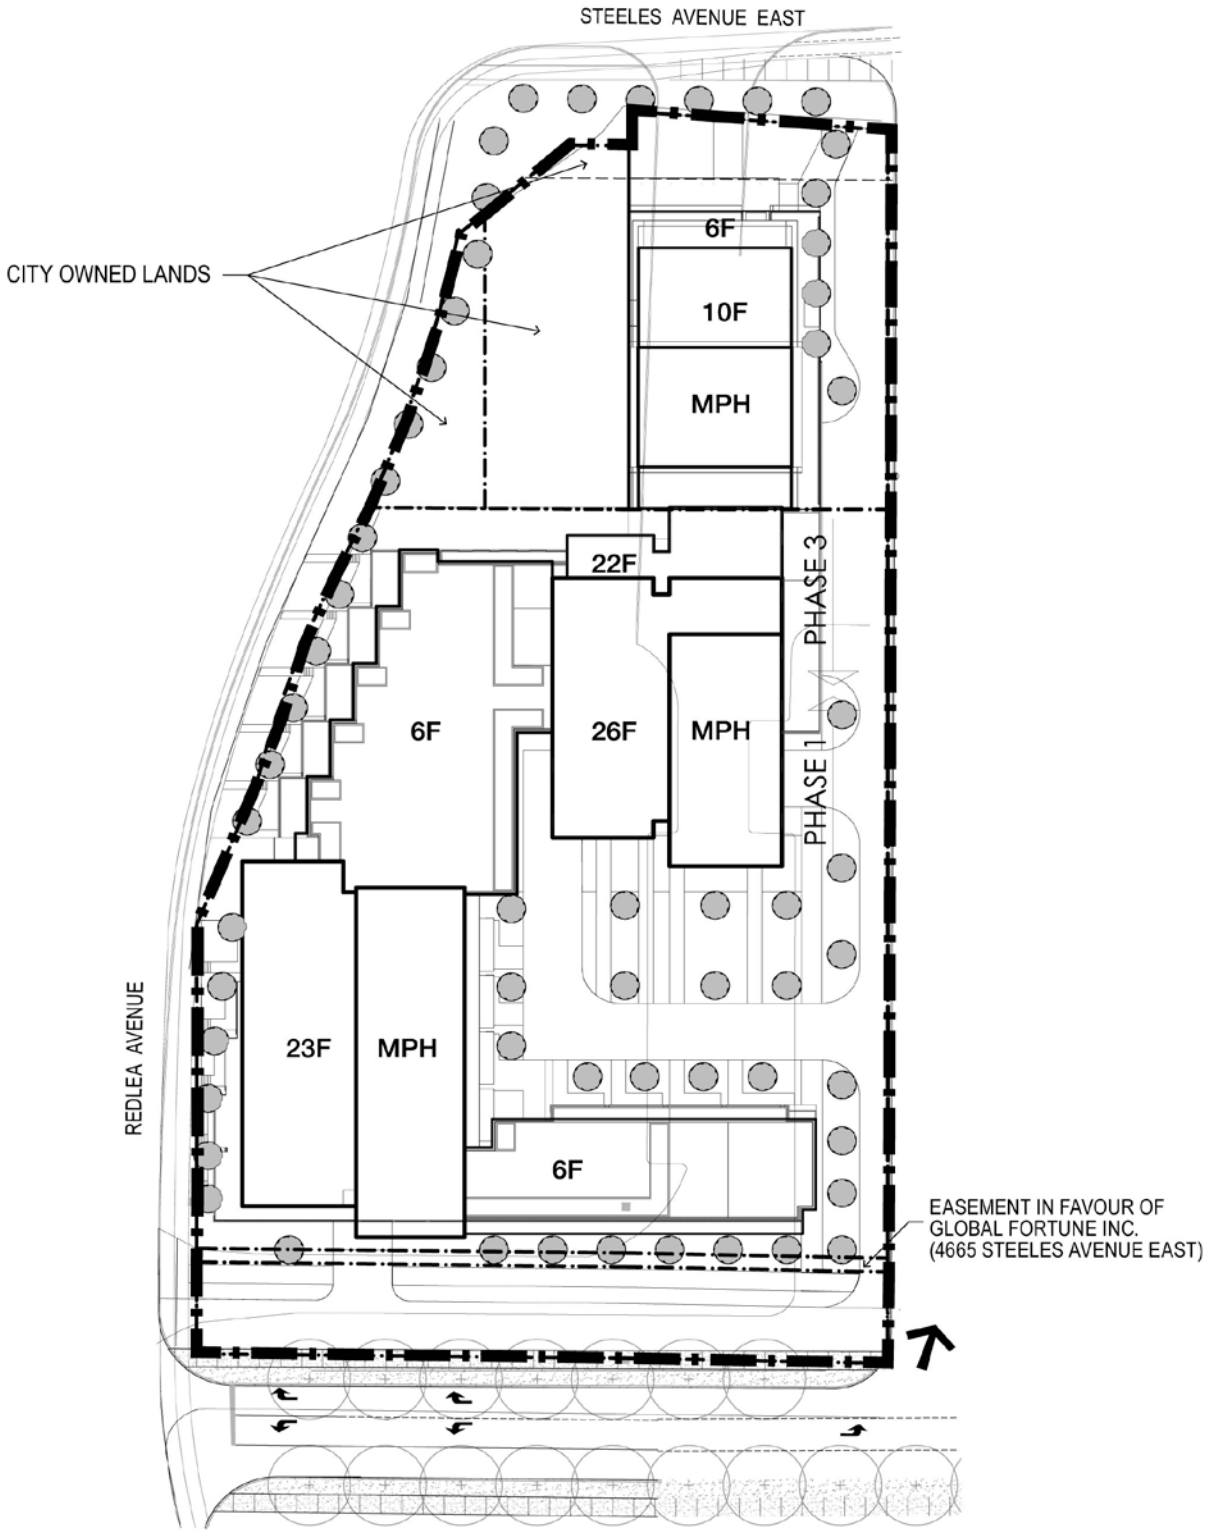 STEELES AVENUE EAST
CITY OWNED LANDS
6F
10F
MPH
22F
PHASE 3
6F
26F
MPH
PHASE 1
REDLEA AVENUE
23F
MPH
6F
EASEMENT IN FAVOUR OF
GLOBAL FORTUNE INC.
(4665 STEELES AVENUE EAST)